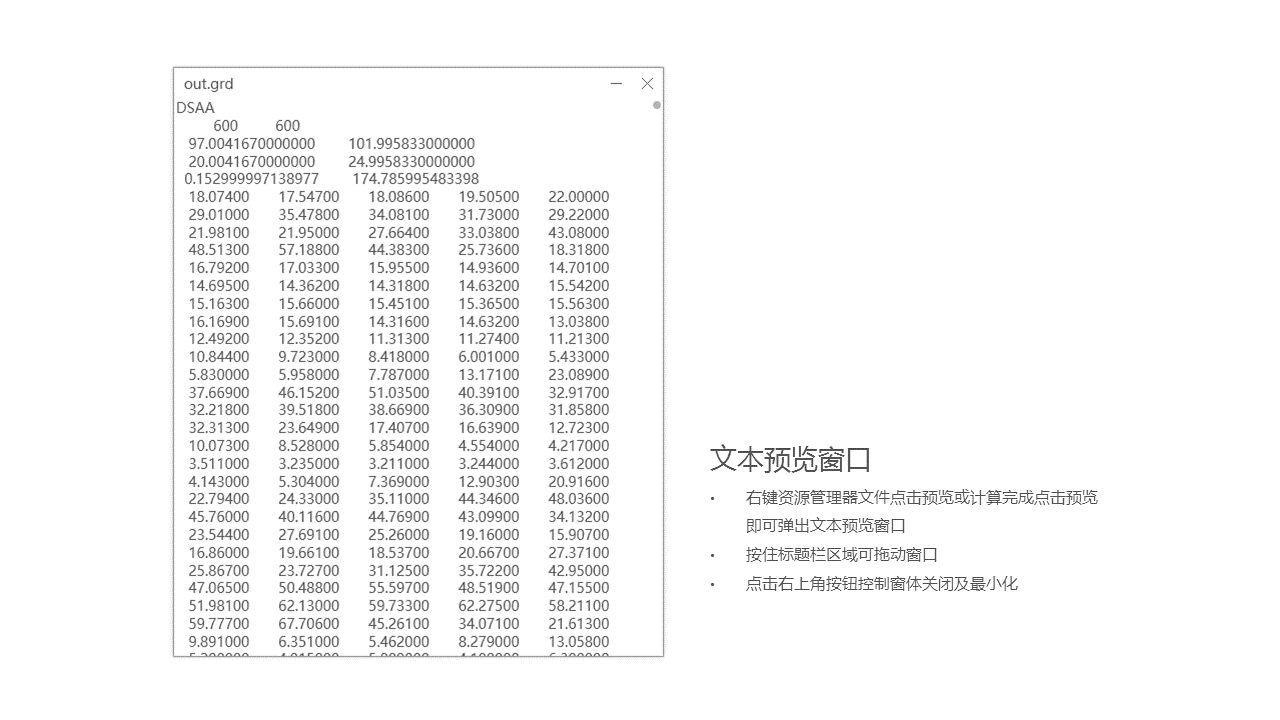 out.grd
DSAA
600 600
97.0041670000000 101.995833000000
20.0041670000000 24.9958330000000
0.152999997138977 174.785995483398
18.07400 17.54700 18.08600 19.50500 22.00000
29.01000 35.47800 34.08100 31.73000 29.22000
21.98100 21.95000 27.66400 33.03800 43.08000
48.51300 57.18800 44.38300 25.73600 18.31800
16.79200 17.03300 15.95500 14.93600 14.70100
14.69500 14.36200 14.31800 14.63200 15.54200
15.16300 15.66000 15.45100 15.36500 15.56300
16.16900 15.69100 14.31600 14.63200 13.03800
12.49200 12.35200 11.31300 11.27400 11.21300
10.84400 9.723000 8.418000 6.001000 5.433000
5.830000 5.958000 7.787000 13.17100 23.08900
37.66900 46.15200 51.03500 40.39100 32.91700
32.21800 39.51800 38.66900 36.30900 31.85800
32.31300 23.64900 17.40700 16.63900 12.72300
10.07300 8.528000 5.854000 4.554000 4.217000
3.511000 3.235000 3.211000 3.244000 3.612000
4.143000 5.304000 7.369000 12.90300 20.91600
22.79400 24.33000 35.11000 44.34600 48.03600
45.76000 40.11600 44.76900 43.09900 34.13200
23.54400 27.69100 25.26000 19.16000 15.90700
16.86000 19.66100 18.53700 20.66700 27.37100
25.86700 23.72700 31.12500 35.72200 42.95000
47.06500 50.48800 55.59700 48.51900 47.15500
51.98100 62.13000 59.73300 62.27500 58.21100
59.77700 67.70600 45.26100 34.07100 21.61300
9.891000 6.351000 5.462000 8.279000 13.05800
文本预览窗口
• 右键资源管理器文件点击预览或计算完成点击预览
即可弹出文本预览窗口
• 按住标题栏区域可拖动窗口
• 点击右上角按钮控制窗体关闭及最小化